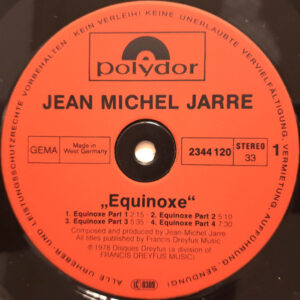 KEIN VERLEIH! KEINE UNERLAUBTE VERVIELFÄLTIGUNG, VERMIETUNG, AUFFÜHRUNG, SENDUNG!
ALLE URHEBER- UND LEISTUNGSSCHUTZRECHTE VORBEHALTEN
polydor
JEAN MICHEL JARRE
GEMA
Made in
West Germany
2344 120
STEREO
33
1
„Equinoxe“
1. Equinoxe Part 1 2:15 2. Equinoxe Part 2 5:10
3. Equinoxe Part 3 5:15 4. Equinoxe Part 4 7:30
Composed and produced by Jean-Michel Jarre
All titles published by Francis Dreyfus Music
℗ 1978 Disques Dreyfus (a division of
FRANCIS DREYFUS MUSIC)
LC 0309